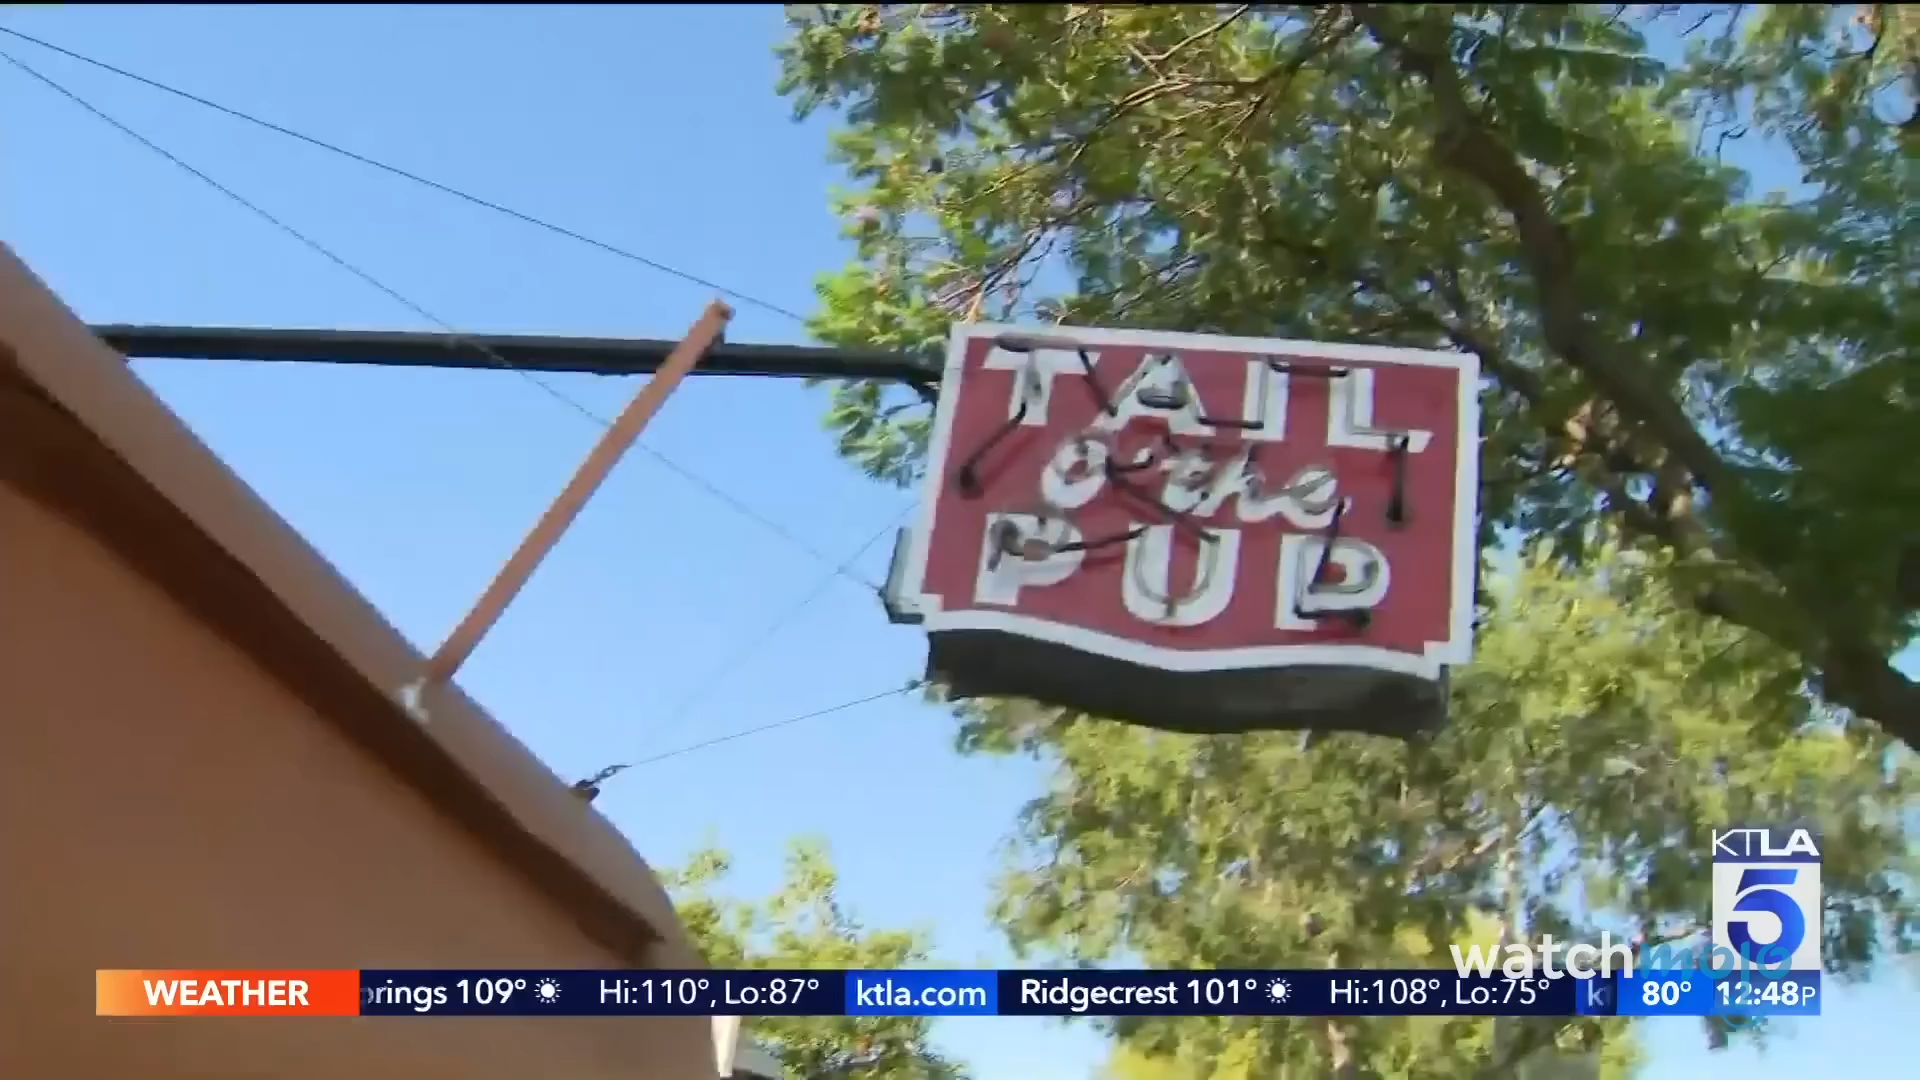 TAIL
o' the
PUP
KTLA
5
watchmojo
WEATHER rings 109° Hi:110°, Lo:87° ktla.com Ridgecrest 101° Hi:108°, Lo:75° 80° 12:48P